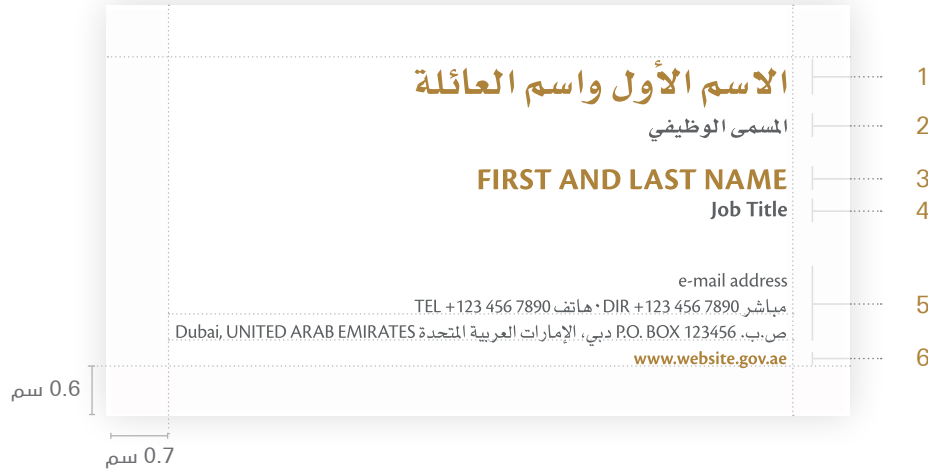 الاسم الأول واسم العائلة
1
المسمى الوظيفي
2
FIRST AND LAST NAME
3
Job Title
4
e-mail address
مباشر DIR +123 456 7890 • هاتف TEL +123 456 7890
5
ص.ب. P.O. BOX 123456 دبي، الإمارات العربية المتحدة Dubai, UNITED ARAB EMIRATES
www.website.gov.ae
6
0.6 سم
0.7 سم